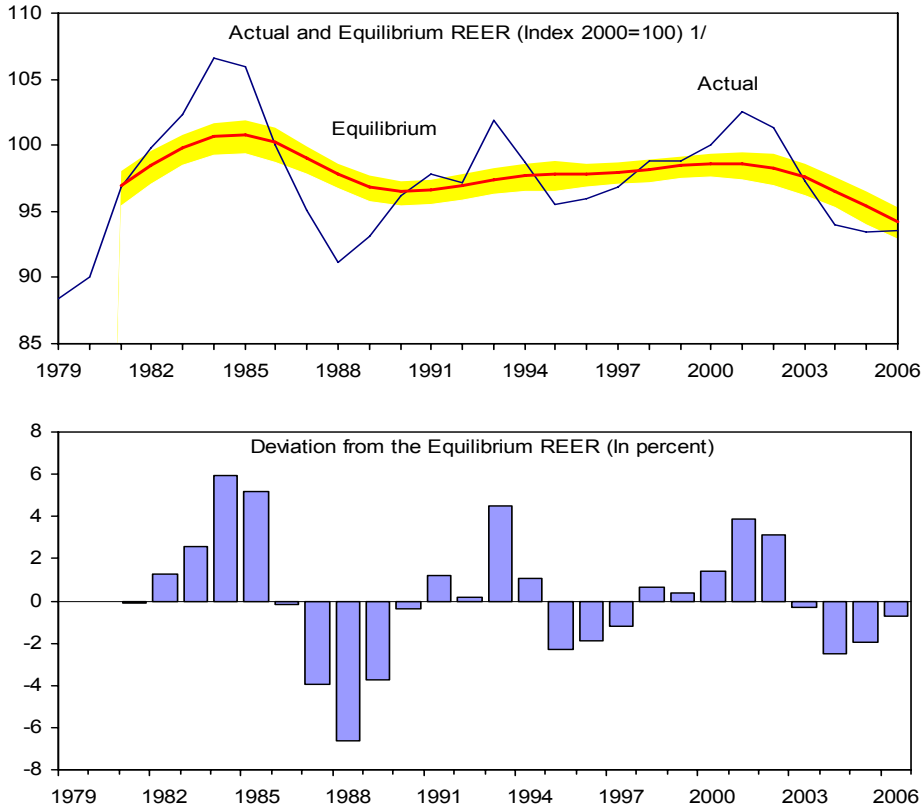 Actual and Equilibrium REER (Index 2000=100) 1/
110
105
100
95
90
85
Actual
Equilibrium
1979 1982 1985 1988 1991 1994 1997 2000 2003 2006
Deviation from the Equilibrium REER (In percent)
8
6
4
2
0
-2
-4
-6
-8
1979 1982 1985 1988 1991 1994 1997 2000 2003 2006